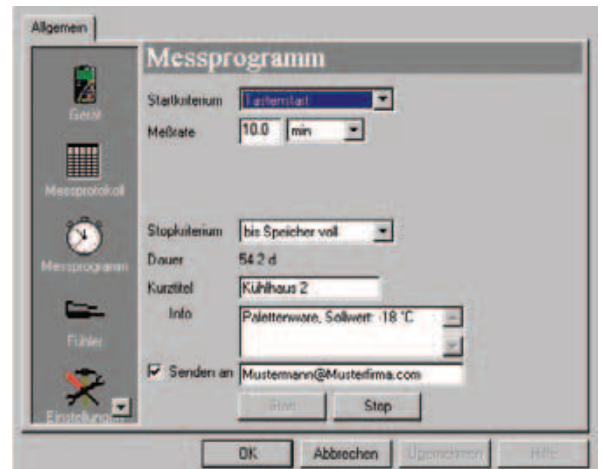 Allgemein
Messprogramm
Gerät
Messprotokoll
Messprogramm
Fühler
Einstellungen
Startkriterium Tastenstart
Meßrate 10.0 min
Stopkriterium bis Speicher voll
Dauer 54.2 d
Kurztitel Kühlhaus 2
Info Palettenware, Sollwert: -18 °C
Senden an Mustermann@Musterfirma.com
Start Stop
OK Abbrechen Übernehmen Hilfe